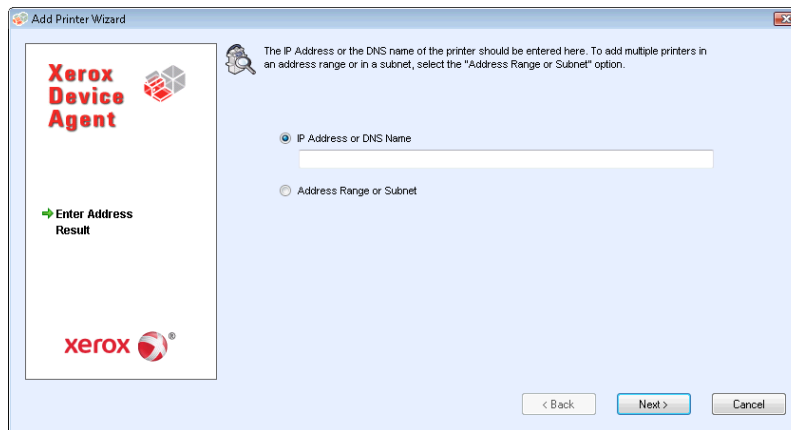 Add Printer Wizard
Xerox
Device
Agent
The IP Address or the DNS name of the printer should be entered here. To add multiple printers in
an address range or in a subnet, select the "Address Range or Subnet" option.
IP Address or DNS Name
Address Range or Subnet
Enter Address
Result
xerox ®
< Back
Next >
Cancel